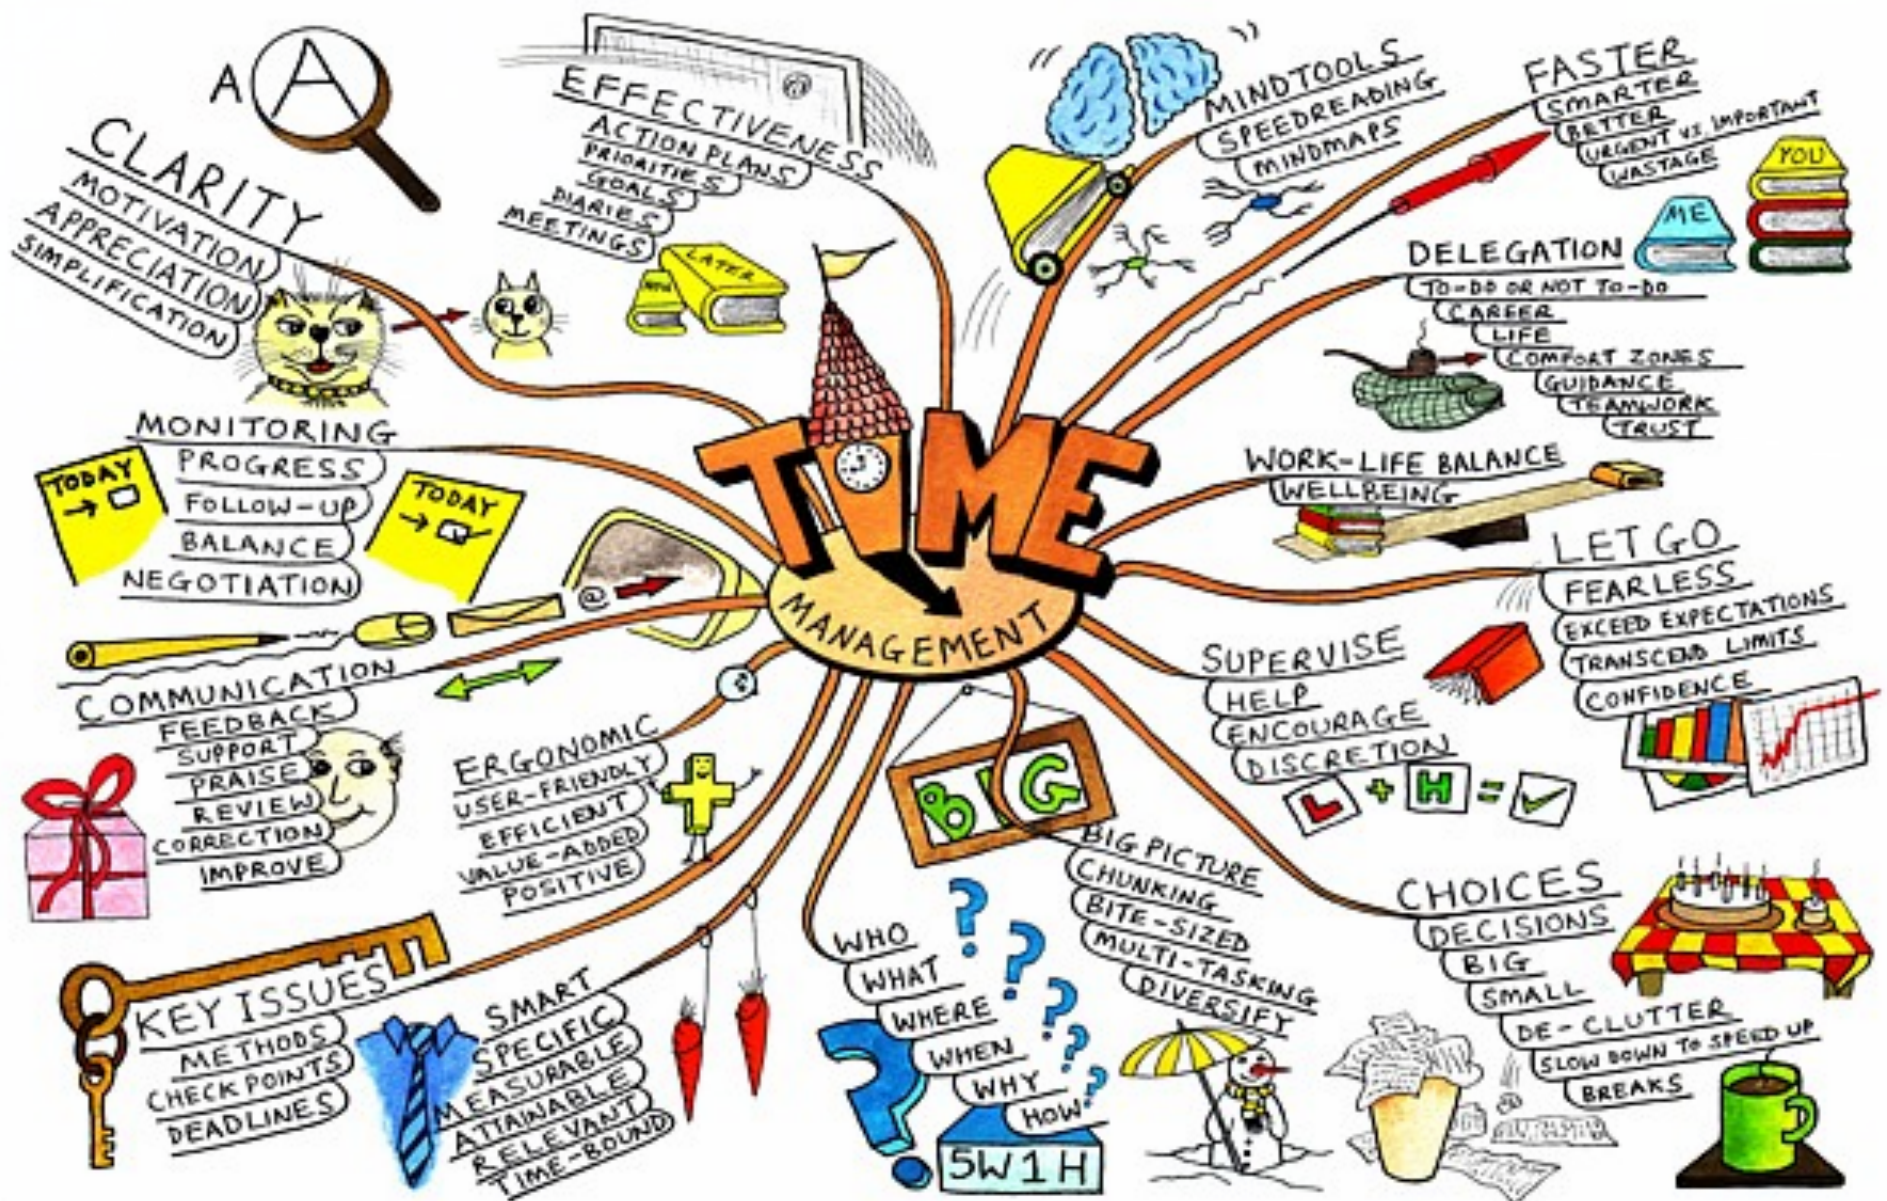 TIME
MANAGEMENT
A A
CLARITY
MOTIVATION
APPRECIATION
SIMPLIFICATION
EFFECTIVENESS
ACTION PLANS
PRIORITIES
GOALS
DIARIES
MEETINGS
LATER
MINDTOOLS
SPEEDREADING
MINDMAPS
FASTER
SMARTER
BETTER
URGENT VS IMPORTANT
WASTAGE
YOU
ME
DELEGATION
TO-DO OR NOT TO-DO
CAREER
LIFE
COMFORT ZONES
GUIDANCE
TEAMWORK
TRUST
WORK-LIFE BALANCE
WELLBEING
LET GO
FEARLESS
EXCEED EXPECTATIONS
TRANSCEND LIMITS
CONFIDENCE
SUPERVISE
HELP
ENCOURAGE
DISCRETION
L + H =
CHOICES
DECISIONS
BIG
SMALL
DE-CLUTTER
SLOW DOWN TO SPEED UP
BREAKS
BIG
BIG PICTURE
CHUNKING
BITE-SIZED
MULTI-TASKING
DIVERSIFY
WHO
WHAT
WHERE
WHEN
WHY
HOW
? ? ? ? ? ?
5W1H
SMART
SPECIFIC
MEASURABLE
ATTAINABLE
RELEVANT
TIME-BOUND
KEY ISSUES
METHODS
CHECK POINTS
DEADLINES
ERGONOMIC
USER-FRIENDLY
EFFICIENT
VALUE-ADDED
POSITIVE
COMMUNICATION
FEEDBACK
SUPPORT
PRAISE
REVIEW
CORRECTION
IMPROVE
@
MONITORING
PROGRESS
FOLLOW-UP
BALANCE
NEGOTIATION
TODAY
TODAY